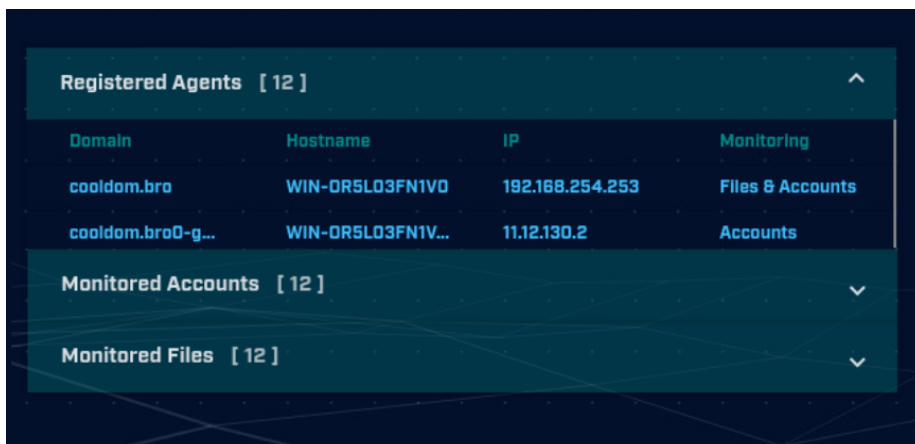 Registered Agents [ 12 ]
Domain Hostname IP Monitoring
cooldom.bro WIN-OR5LO3FN1VO 192.168.254.253 Files & Accounts
cooldom.bro0-g... WIN-OR5LO3FN1V... 11.12.130.2 Accounts
Monitored Accounts [ 12 ]
Monitored Files [ 12 ]